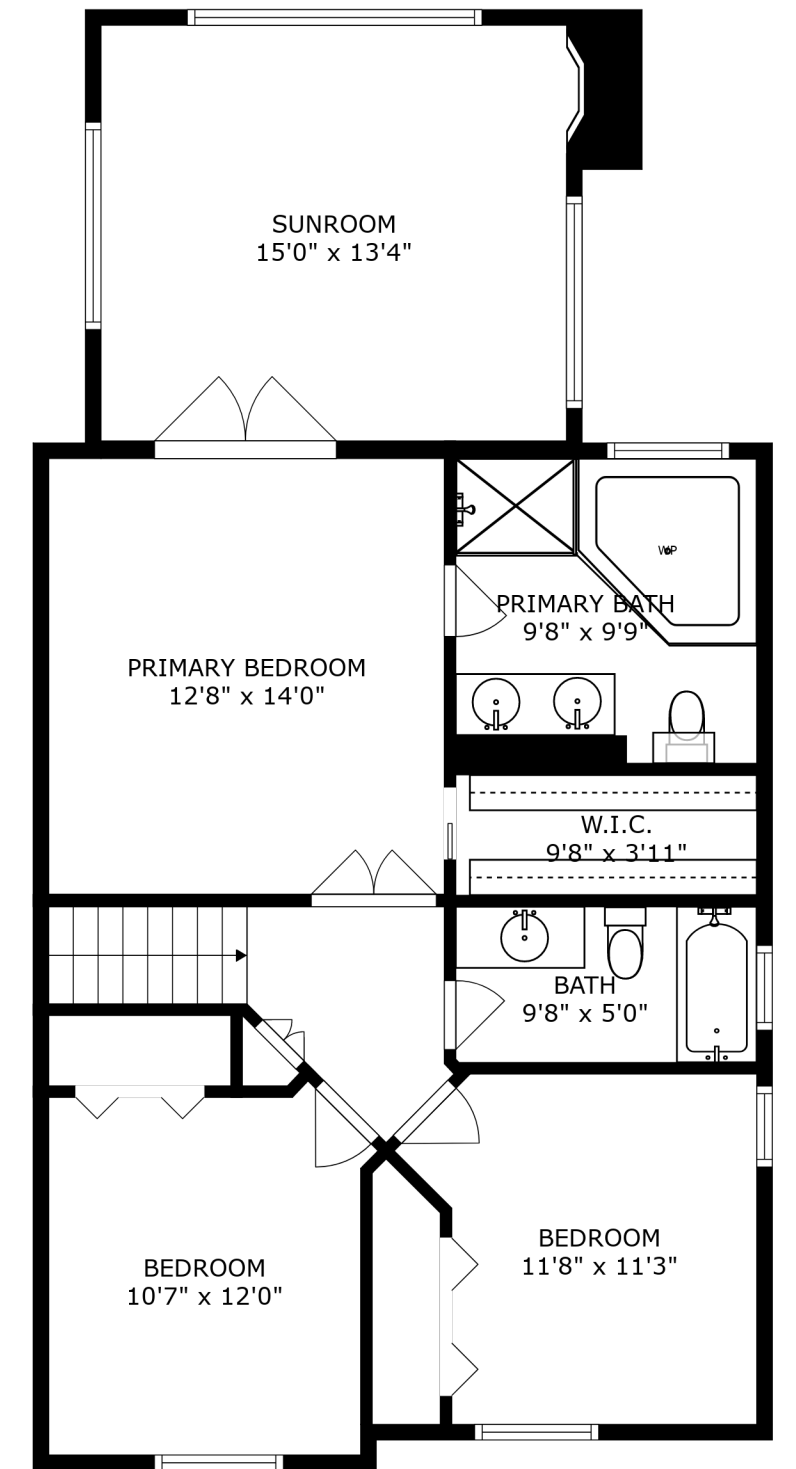 SUNROOM
15'0" x 13'4"
WP
PRIMARY BATH
9'8" x 9'9"
PRIMARY BEDROOM
12'8" x 14'0"
W.I.C.
9'8" x 3'11"
BATH
9'8" x 5'0"
BEDROOM
11'8" x 11'3"
BEDROOM
10'7" x 12'0"